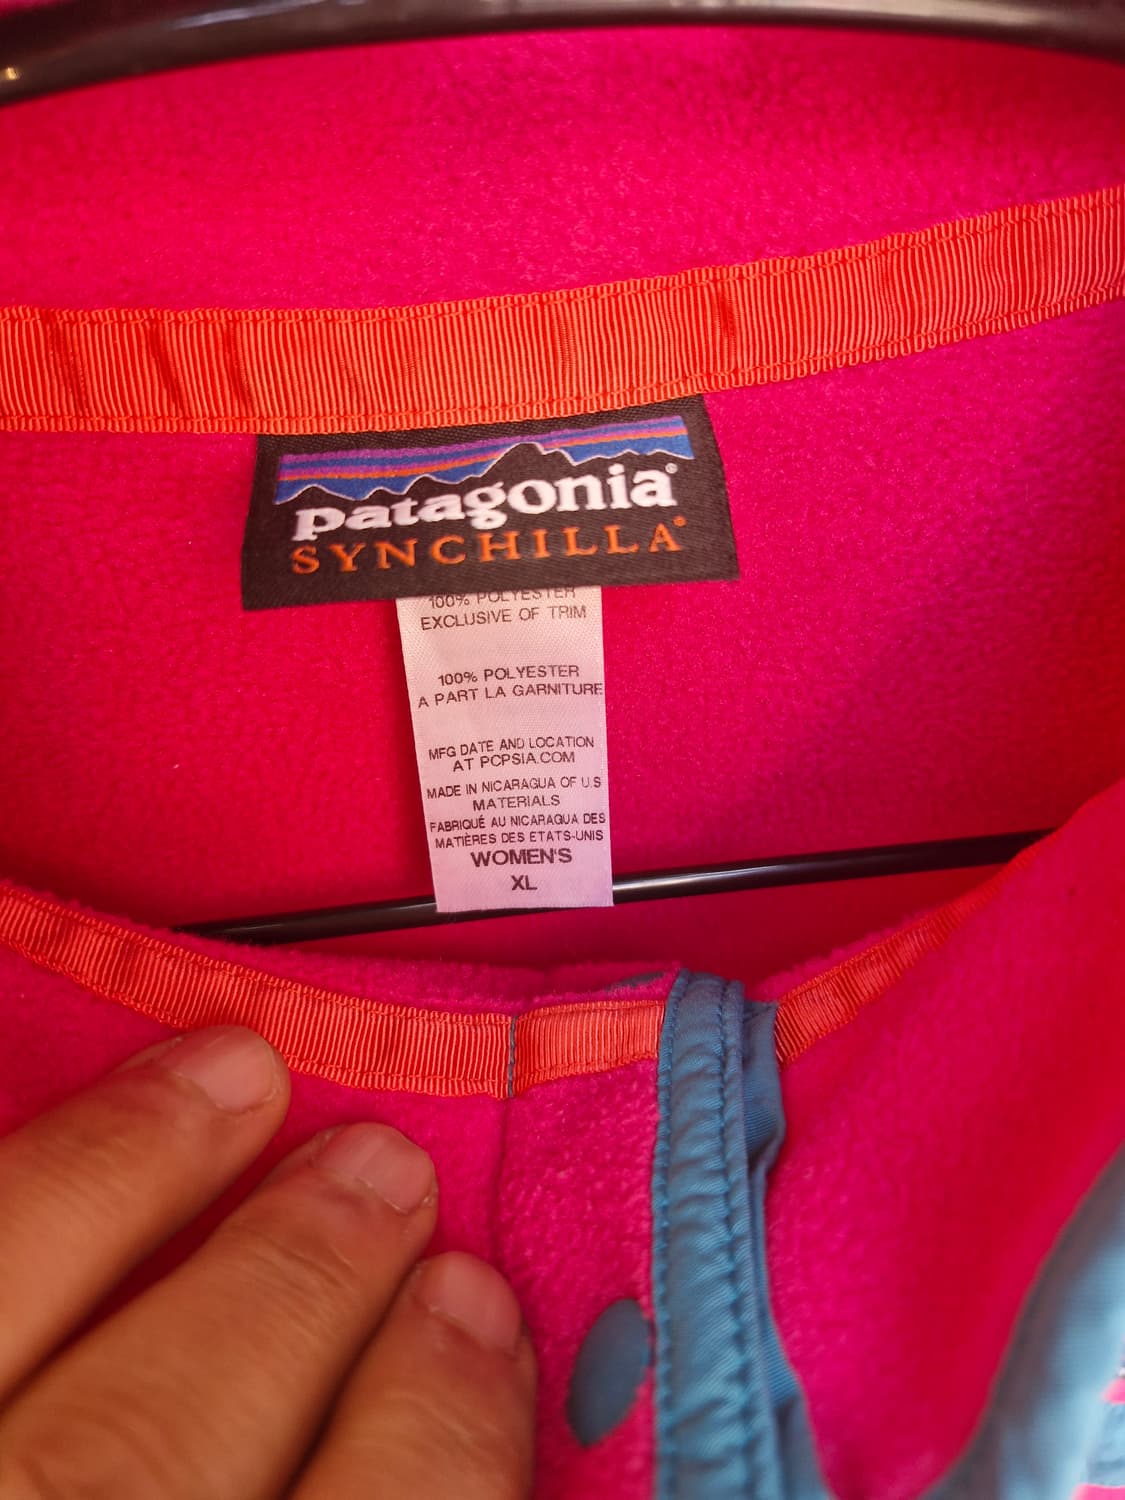 patagonia®
SYNCHILLA®
100% POLYESTER
EXCLUSIVE OF TRIM
100% POLYESTER
A PART LA GARNITURE
MFG DATE AND LOCATION
AT PCPSIA.COM
MADE IN NICARAGUA OF U.S
MATERIALS
FABRIQUÉ AU NICARAQUA DES
MATIÈRES DES ETATS-UNIS
WOMEN'S
XL